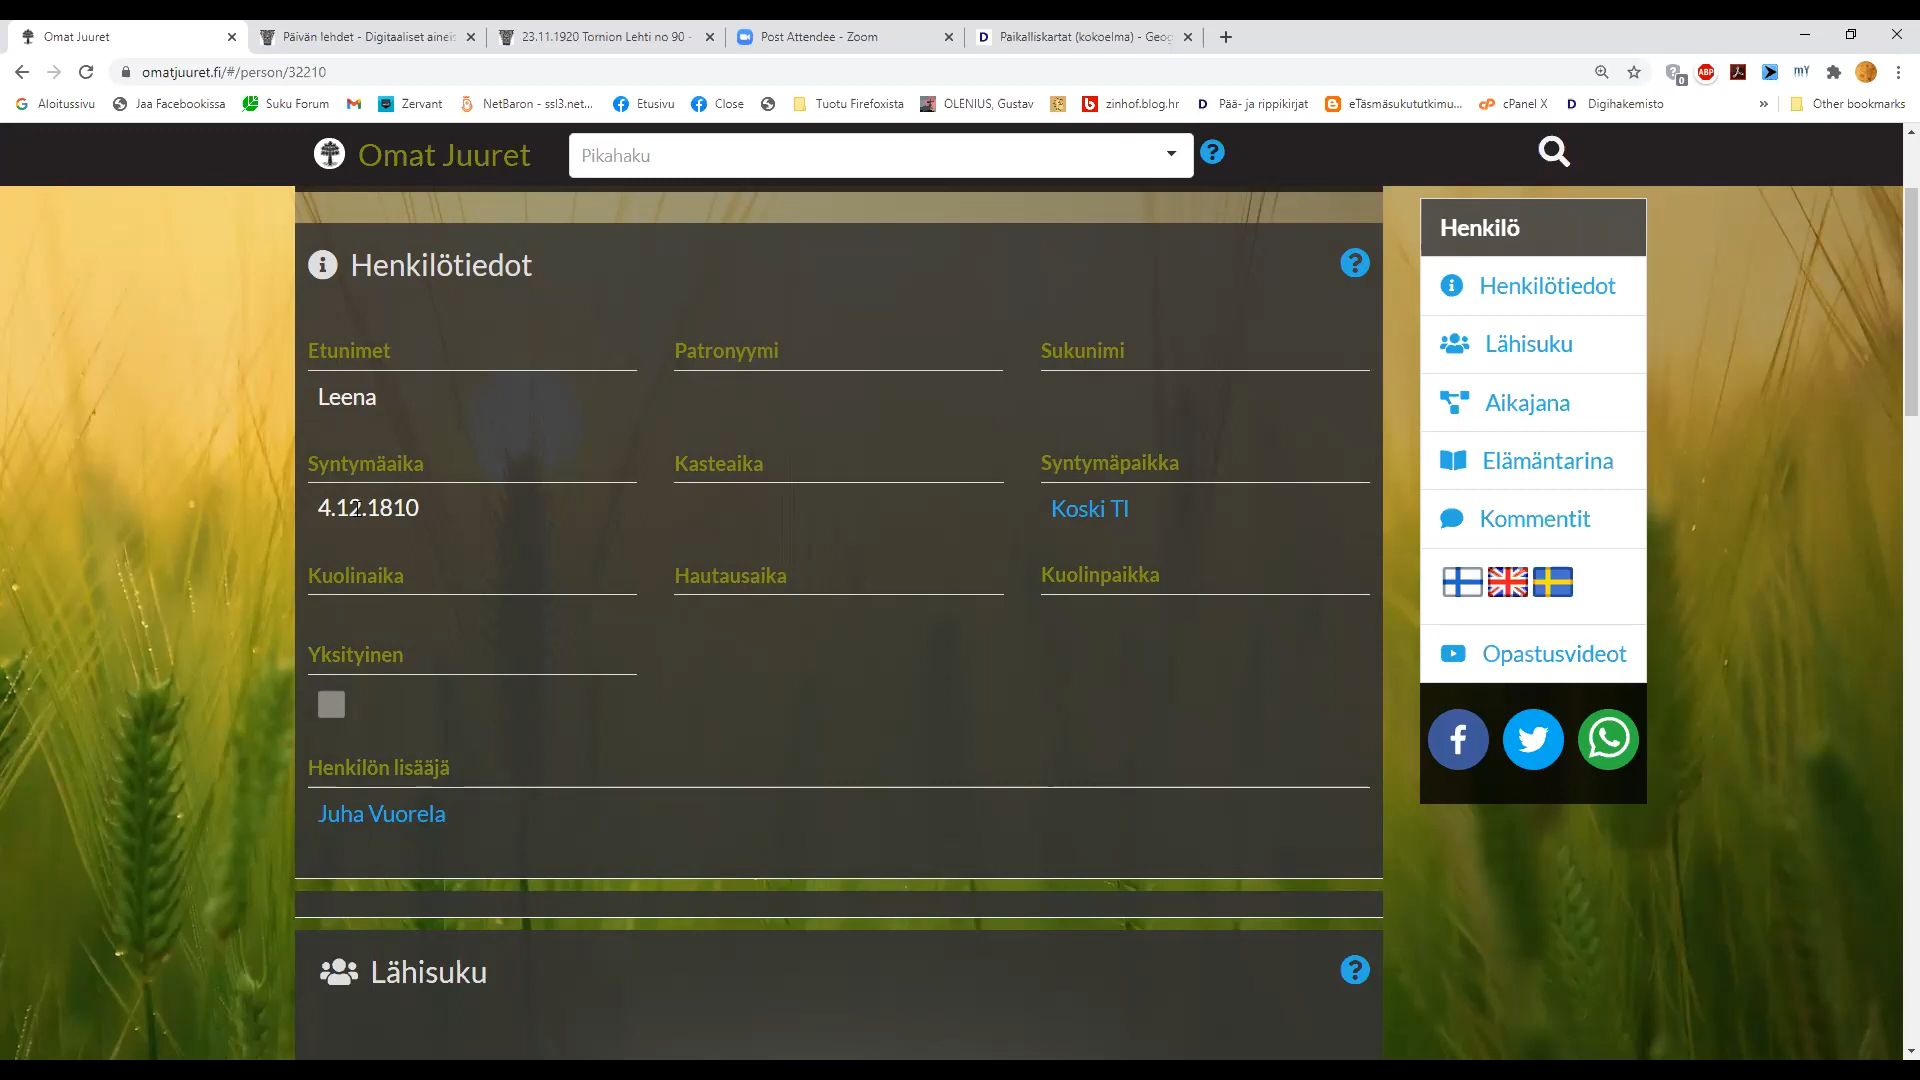 Omat Juuret
Päivän lehdet - Digitaaliset aineis
23.11.1920 Tornion Lehti no 90 -
Post Attendee - Zoom
Paikalliskartat (kokoelma) - Geog
omatjuuret.fi/#/person/32210
0
ABP
mY
Aloitussivu
Jaa Facebookissa
Suku Forum
Zervant
NetBaron - ssl3.net...
Etusivu
Close
Tuotu Firefoxista
OLENIUS, Gustav
zinhof.blog.hr
Pää- ja rippikirjat
eTäsmäsukututkimu...
cPanel X
Digihakemisto
Other bookmarks
Omat Juuret
Pikahaku
Henkilötiedot
Etunimet
Patronyymi
Sukunimi
Leena
Syntymäaika
Kasteaika
Syntymäpaikka
4.12.1810
Koski Tl
Kuolinaika
Hautausaika
Kuolinpaikka
Yksityinen
Henkilön lisääjä
Juha Vuorela
Lähisuku
Henkilö
Henkilötiedot
Lähisuku
Aikajana
Elämäntarina
Kommentit
Opastusvideot